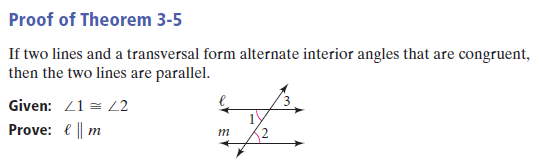 Proof of Theorem 3-5
If two lines and a transversal form alternate interior angles that are congruent,
then the two lines are parallel.
Given: ∠1 ≅ ∠2
Prove: ℓ ∥ m
ℓ
3
1
m
2